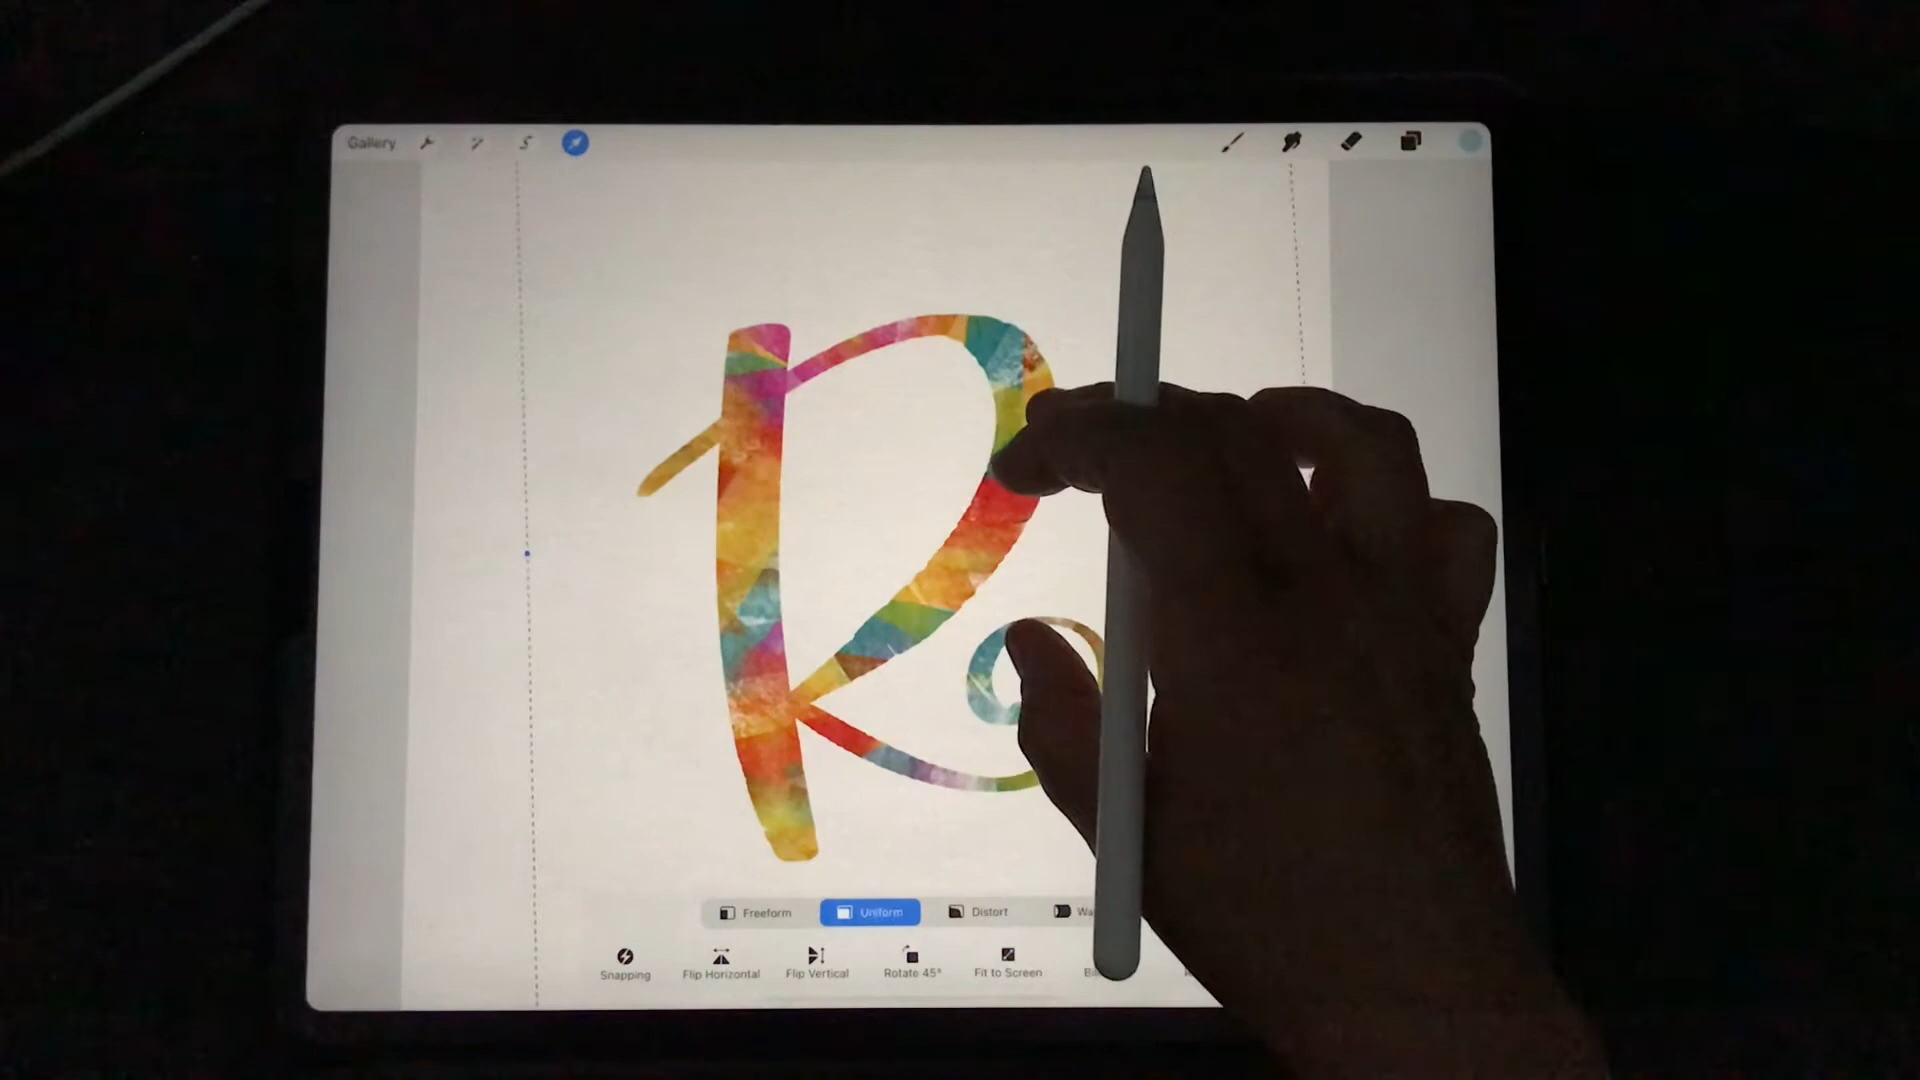 Gallery
R
Freeform Uniform Distort
Snapping Flip Horizontal Flip Vertical Rotate 45° Fit to Screen